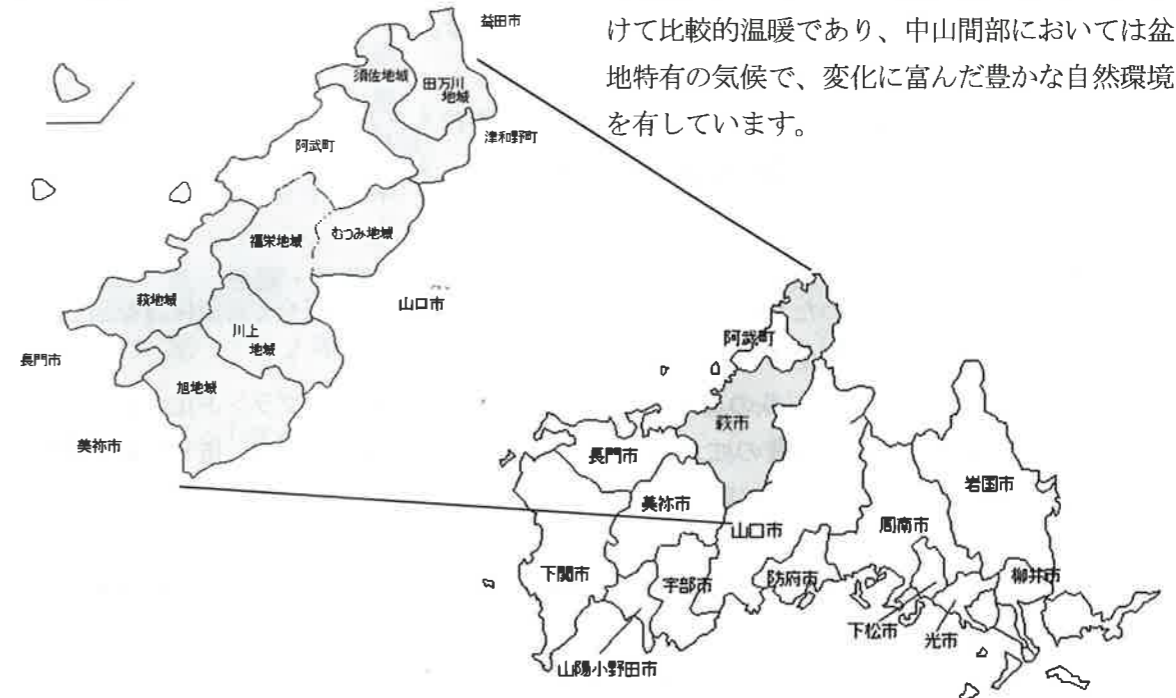 けて比較的温暖であり、中山間部においては盆
地特有の気候で、変化に富んだ豊かな自然環境
を有しています。
益田市
須佐地域
田万川
地域
津和野町
阿武町
福栄地域
むつみ地域
萩地域
川上
地域
山口市
長門市
旭地域
美祢市
阿武町
萩市
長門市
美祢市
岩国市
山口市
周南市
下関市
宇部市
防府市
柳井市
下松市
光市
山陽小野田市